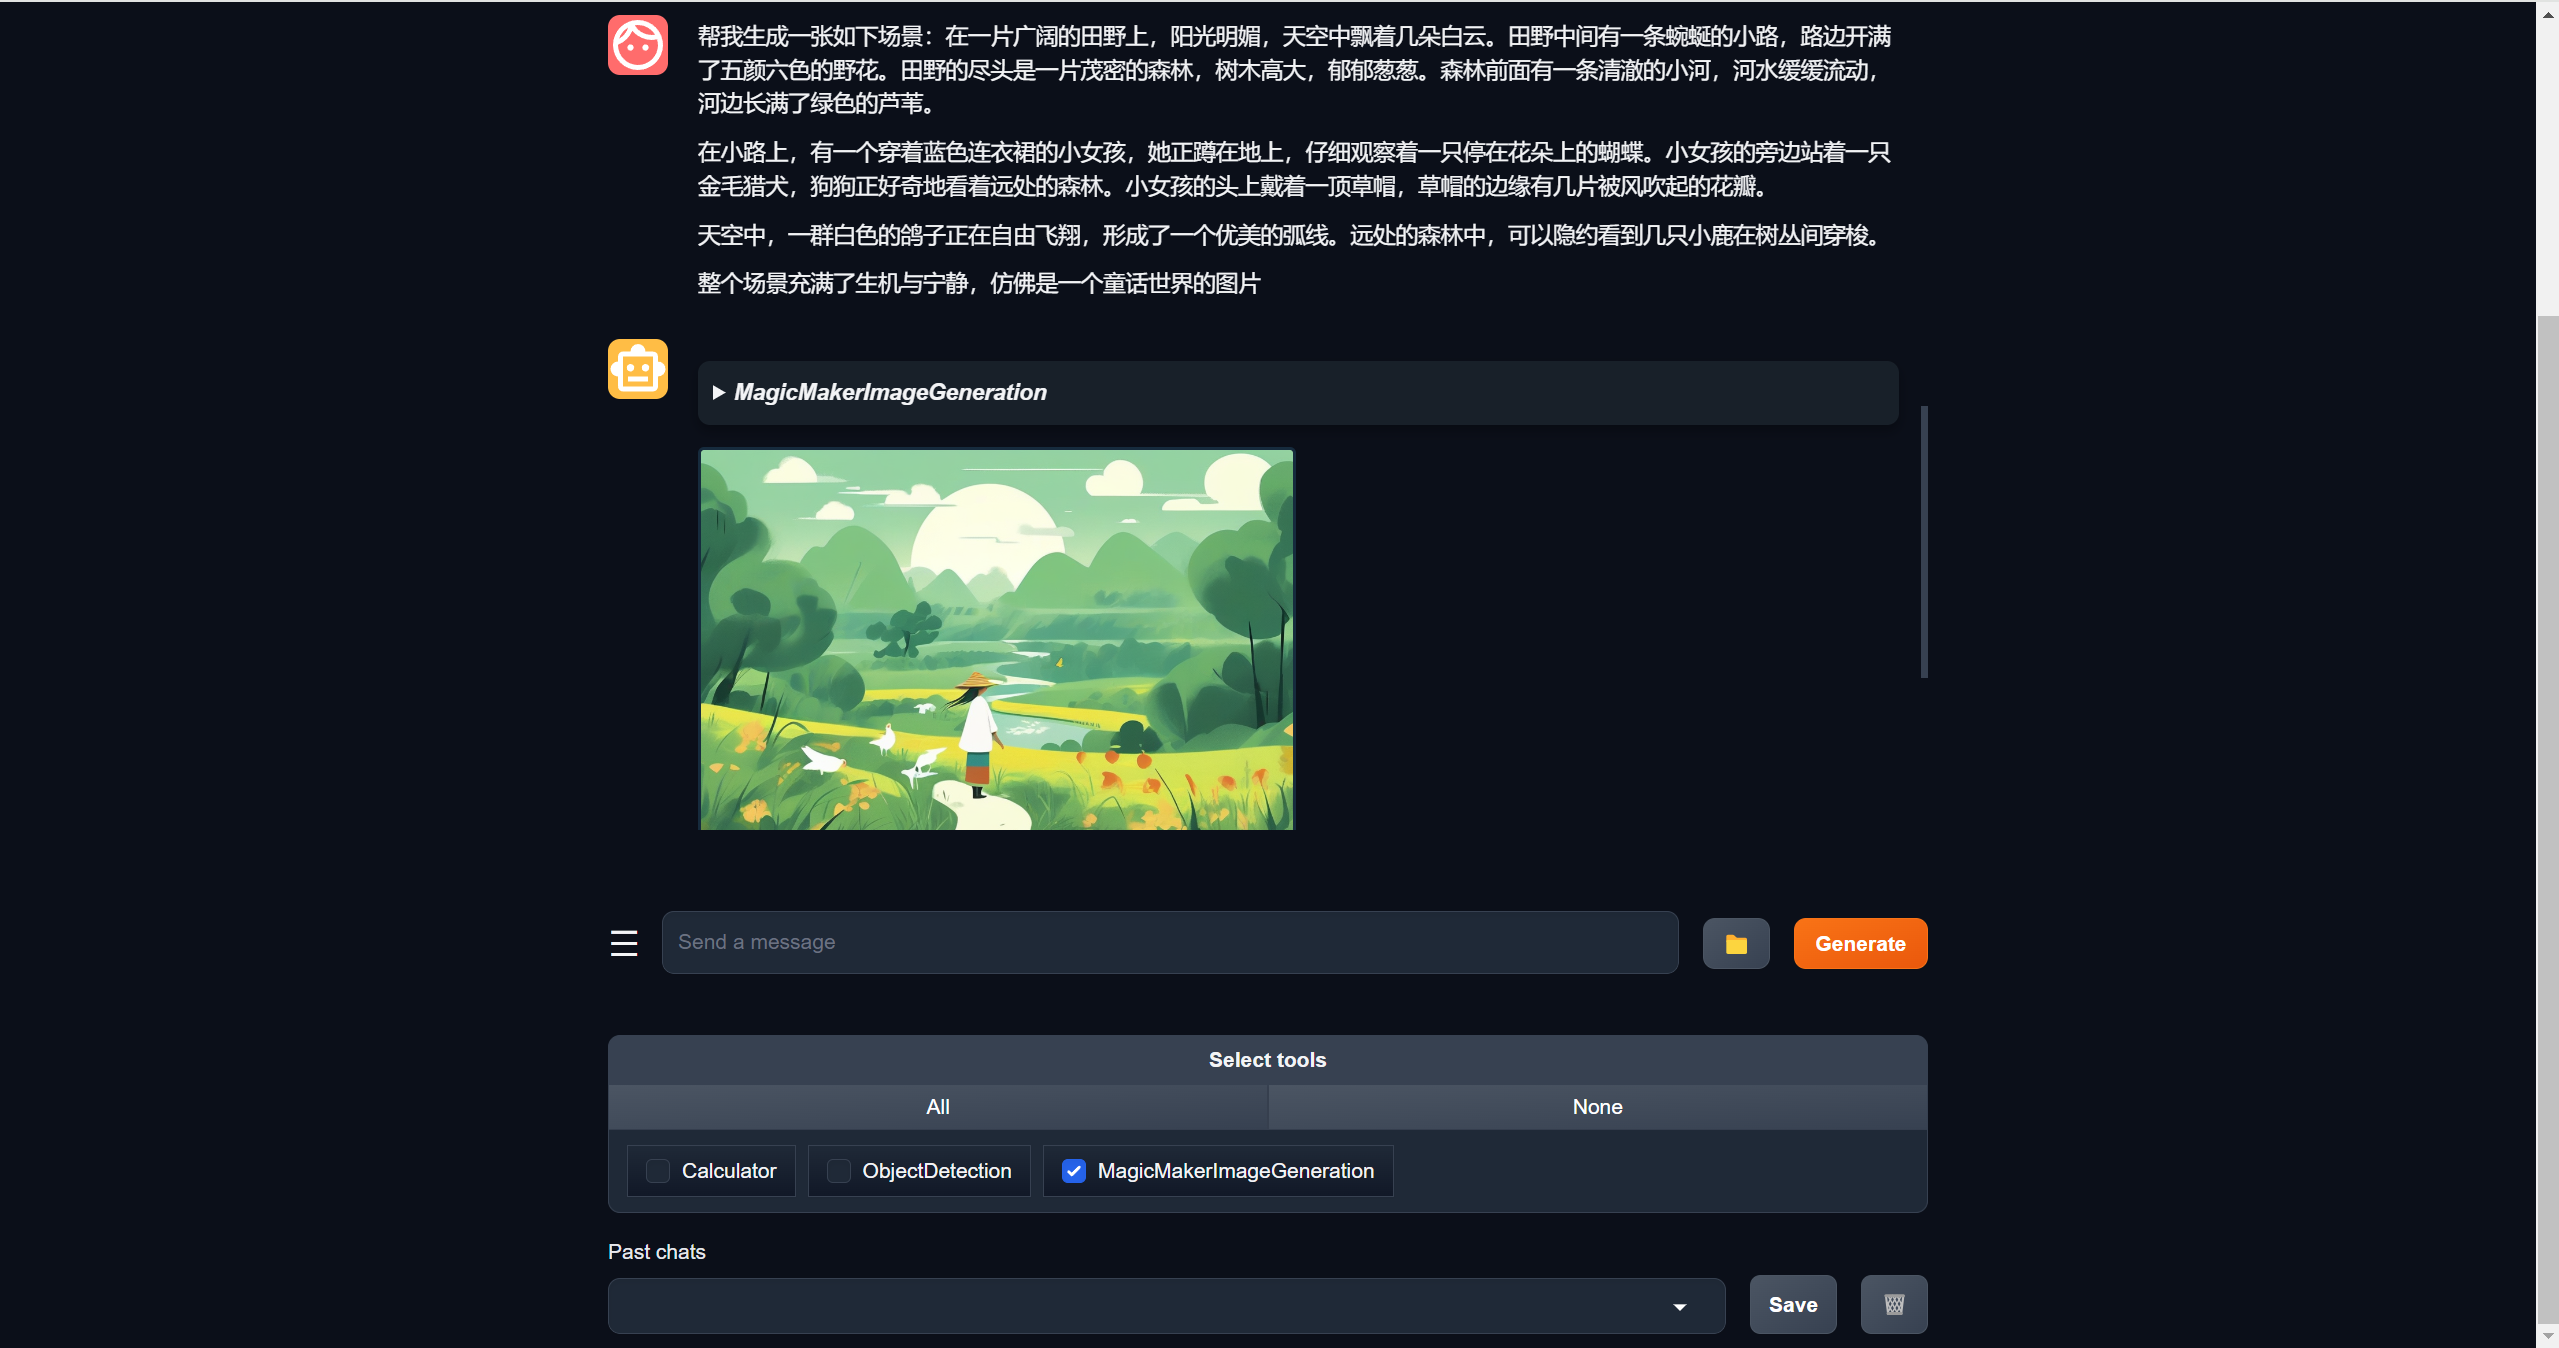 帮我生成一张如下场景：在一片广阔的田野上，阳光明媚，天空中飘着几朵白云。田野中间有一条蜿蜒的小路，路边开满
了五颜六色的野花。田野的尽头是一片茂密的森林，树木高大，郁郁葱葱。森林前面有一条清澈的小河，河水缓缓流动，
河边长满了绿色的芦苇。
在小路上，有一个穿着蓝色连衣裙的小女孩，她正蹲在地上，仔细观察着一只停在花朵上的蝴蝶。小女孩的旁边站着一只
金毛猎犬，狗狗正好奇地看着远处的森林。小女孩的头上戴着一顶草帽，草帽的边缘有几片被风吹起的花瓣。
天空中，一群白色的鸽子正在自由飞翔，形成了一个优美的弧线。远处的森林中，可以隐约看到几只小鹿在树丛间穿梭。
整个场景充满了生机与宁静，仿佛是一个童话世界的图片
MagicMakerImageGeneration
Send a message
Generate
Select tools
All
None
Calculator
ObjectDetection
MagicMakerImageGeneration
Past chats
Save